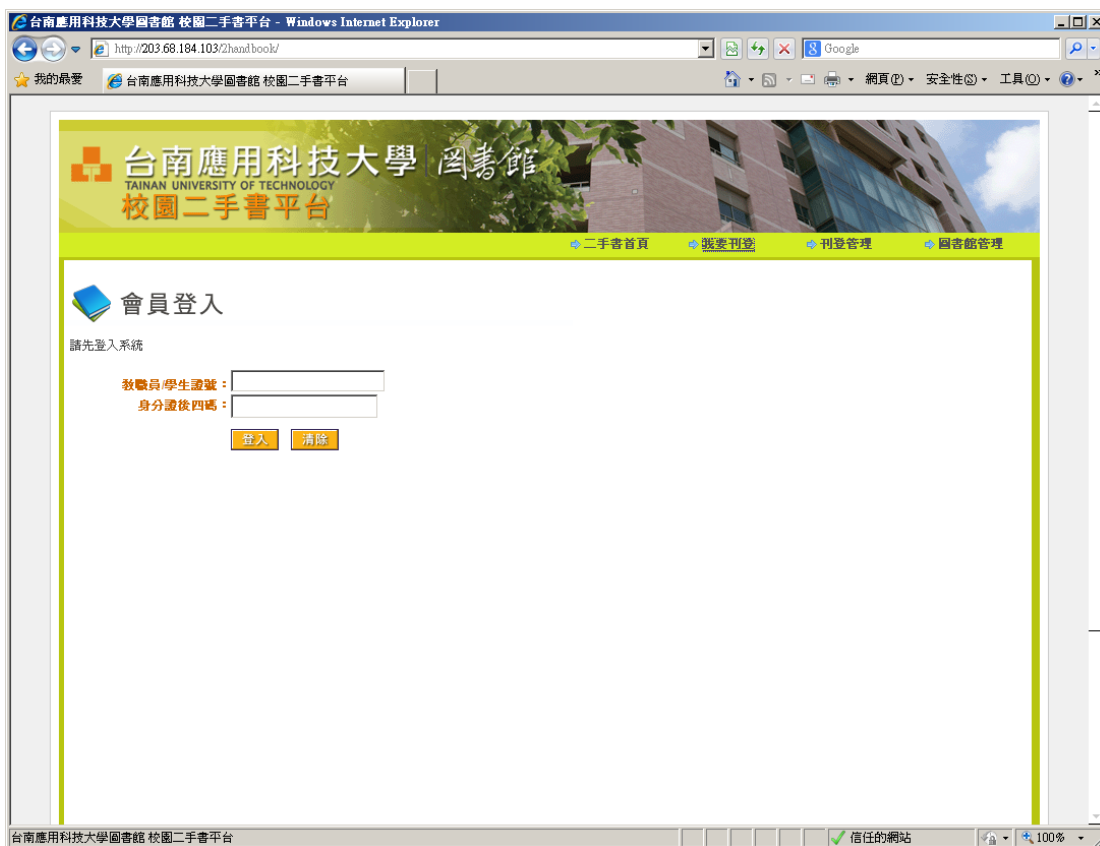 台南應用科技大學圖書館 校園二手書平台 - Windows Internet Explorer
http://203.68.184.103/2handbook/
Google
我的最愛
台南應用科技大學圖書館 校園二手書平台
網頁(P)
安全性(S)
工具(O)
台南應用科技大學
圖書館
TAINAN UNIVERSITY OF TECHNOLOGY
校園二手書平台
二手書首頁
我要刊登
刊登管理
圖書館管理
會員登入
請先登入系統
教職員/學生證號：
身分證後四碼：
登入
清除
台南應用科技大學圖書館 校園二手書平台
信任的網站
100%